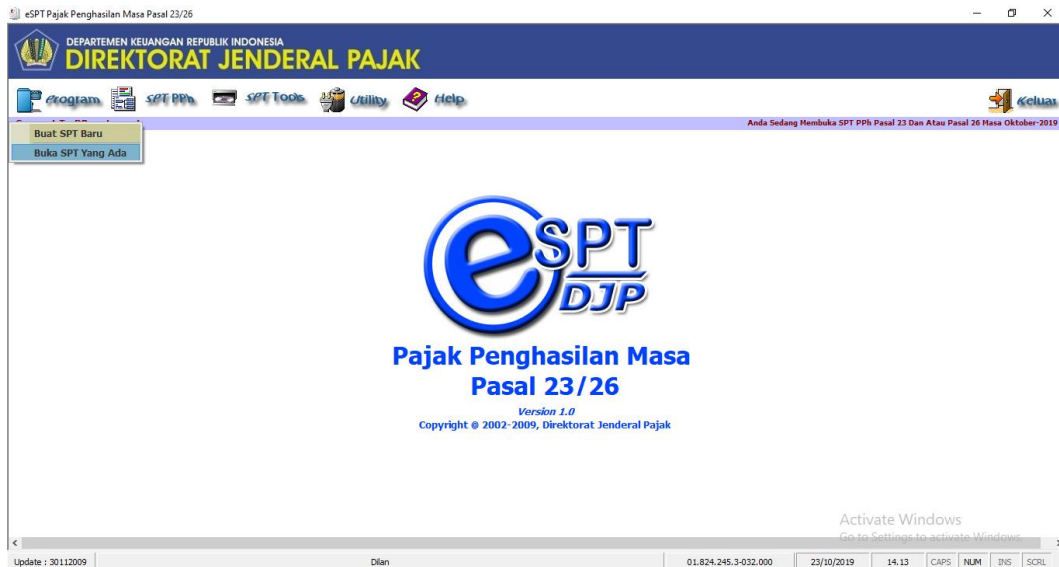 eSPT Pajak Penghasilan Masa Pasal 23/26
DEPARTEMEN KEUANGAN REPUBLIK INDONESIA
DIREKTORAT JENDERAL PAJAK
Program SPT PPh SPT Tools Utility Help Keluar
Anda Sedang Membuka SPT PPh Pasal 23 Dan Atau Pasal 26 Masa Oktober-2019
Buat SPT Baru
Buka SPT Yang Ada
eSPT
DJP
Pajak Penghasilan Masa
Pasal 23/26
Version 1.0
Copyright @ 2002-2009, Direktorat Jenderal Pajak
Activate Windows
Go to Settings to activate Windows.
Update : 30112009 Dilan 01.824.245.3-032.000 23/10/2019 14.13 CAPS NUM INS SCRL